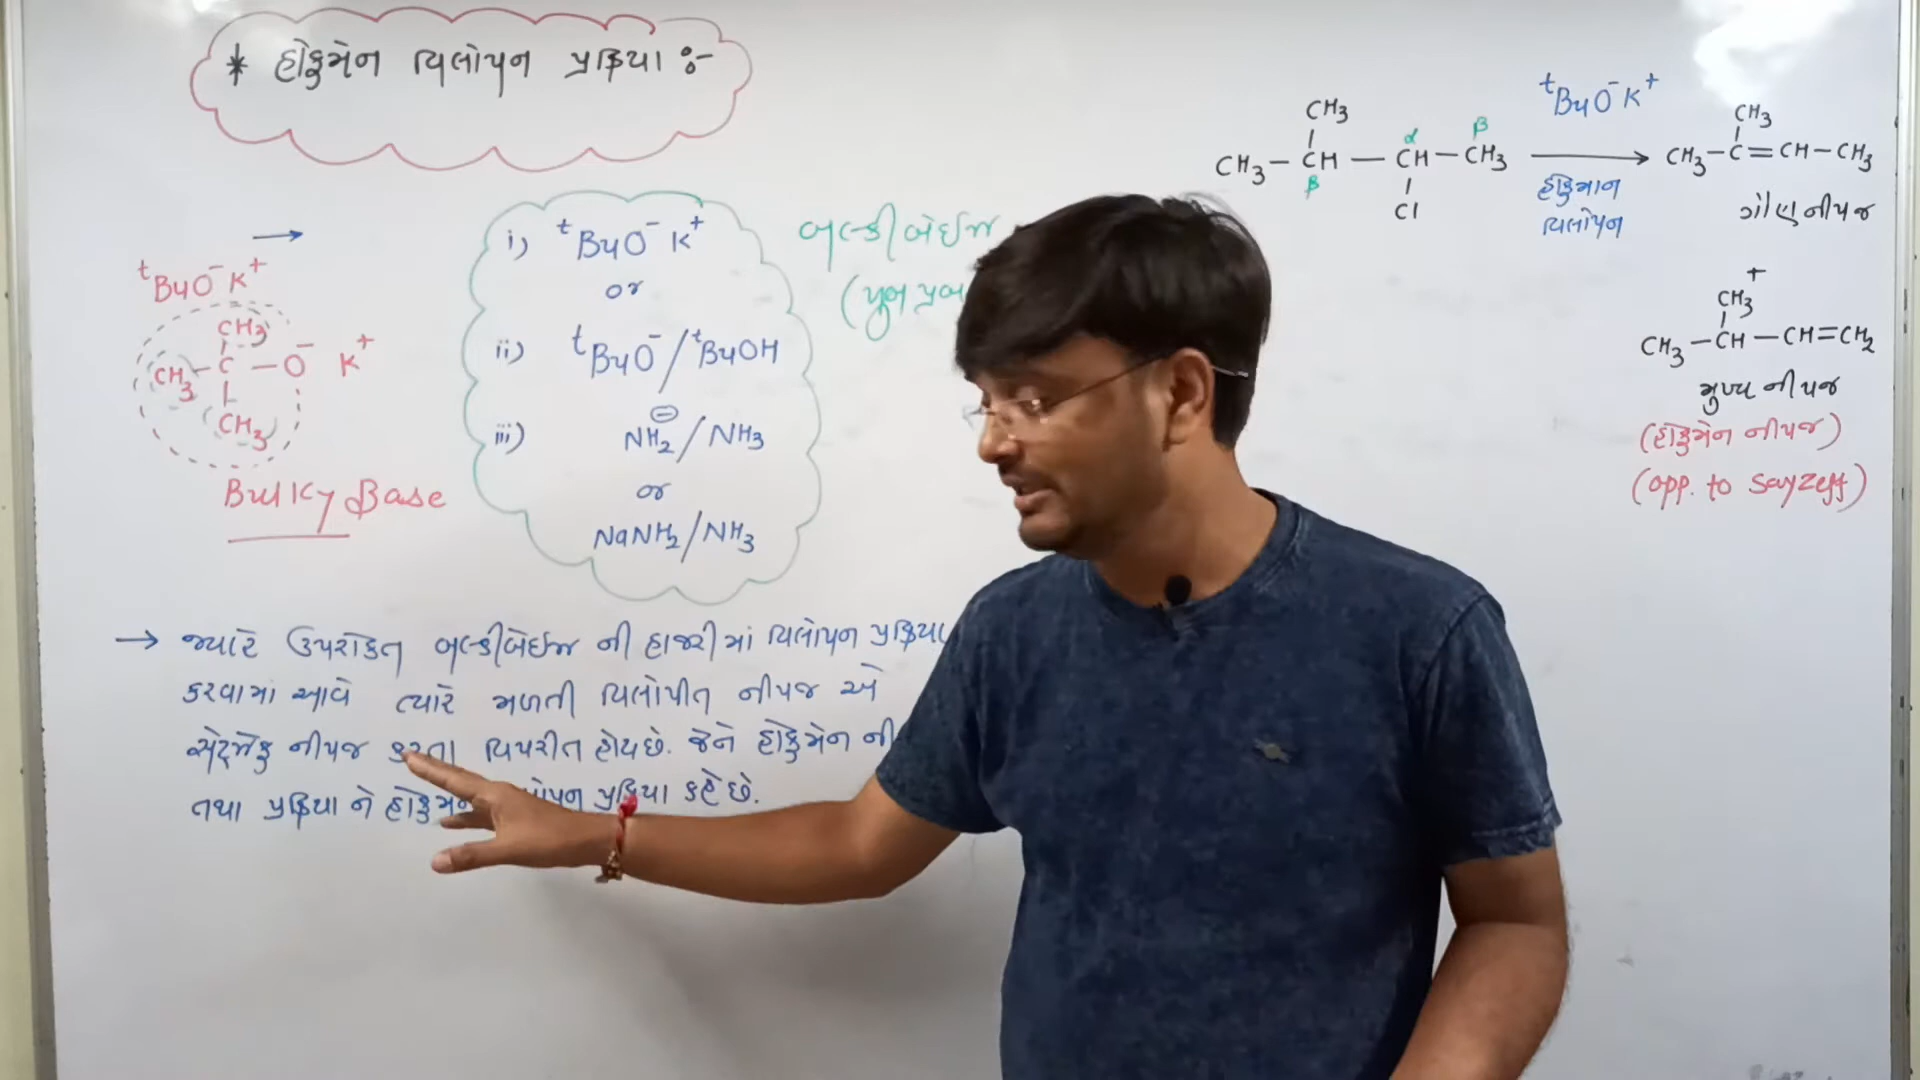 * હોફમેન વિલોપન પ્રક્રિયા :-
→
ᵗBuO⁻K⁺
CH₃
CH₃-C-O⁻ K⁺
CH₃
Bulky Base
i) ᵗBuO⁻K⁺
or
ii) ᵗBuO⁻/ᵗBuOH
iii) NH₂⊖/NH₃
or
NaNH₂/NH₃
બલ્કીબેઈઝ
(ખુબ
CH₃
α β
CH₃-CH-CH-CH₃
β
Cl
ᵗBuO⁻K⁺
→
હોફમાન
વિલોપન
CH₃
CH₃-C=CH-CH₃
ગૌણ નીપજ
+
CH₃
CH₃-CH-CH=CH₂
મુખ્ય નીપજ
(હોફમેન નીપજ)
(opp. to Sayzeff)
→ જ્યારે ઉપરોકત બલ્કીબેઈઝ ની હાજરીમાં વિલોપન પ્રક્રિયા
કરવામાં આવે ત્યારે મળતી વિલોપીત નીપજ એ
સેટ્ઝેફ નીપજ કરતા વિપરીત હોય છે. જેને હોફમેન ની
તથા પ્રક્રિયા ને હોફમેન પ્રક્રિયા કહે છે.